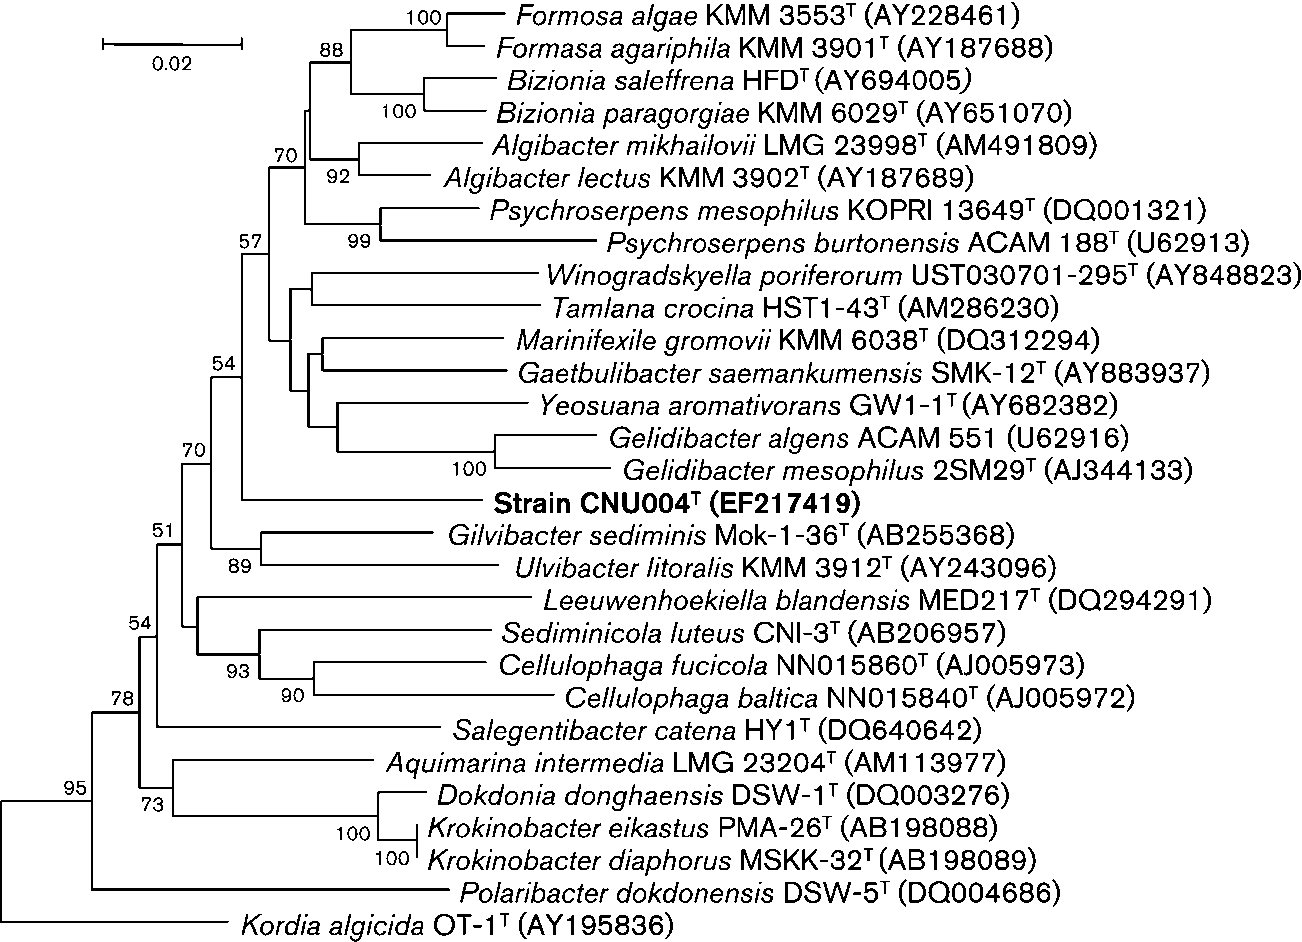 100 Formosa algae KMM 3553ᵀ (AY228461)
0.02
88 Formasa agariphila KMM 3901ᵀ (AY187688)
Bizionia saleffrena HFDᵀ (AY694005)
100 Bizionia paragorgiae KMM 6029ᵀ (AY651070)
Algibacter mikhailovii LMG 23998ᵀ (AM491809)
70
92 Algibacter lectus KMM 3902ᵀ (AY187689)
Psychroserpens mesophilus KOPRI 13649ᵀ (DQ001321)
57 99 Psychroserpens burtonensis ACAM 188ᵀ (U62913)
Winogradskyella poriferorum UST030701-295ᵀ (AY848823)
Tamlana crocina HST1-43ᵀ (AM286230)
Marinifexile gromovii KMM 6038ᵀ (DQ312294)
54 Gaetbulibacter saemankumensis SMK-12ᵀ (AY883937)
Yeosuana aromativorans GW1-1ᵀ (AY682382)
Gelidibacter algens ACAM 551 (U62916)
70
100 Gelidibacter mesophilus 2SM29ᵀ (AJ344133)
Strain CNU004ᵀ (EF217419)
51 Gilvibacter sediminis Mok-1-36ᵀ (AB255368)
89 Ulvibacter litoralis KMM 3912ᵀ (AY243096)
Leeuwenhoekiella blandensis MED217ᵀ (DQ294291)
54 Sediminicola luteus CNI-3ᵀ (AB206957)
93 Cellulophaga fucicola NN015860ᵀ (AJ005973)
78 90 Cellulophaga baltica NN015840ᵀ (AJ005972)
Salegentibacter catena HY1ᵀ (DQ640642)
Aquimarina intermedia LMG 23204ᵀ (AM113977)
95 73 Dokdonia donghaensis DSW-1ᵀ (DQ003276)
100 Krokinobacter eikastus PMA-26ᵀ (AB198088)
100 Krokinobacter diaphorus MSKK-32ᵀ (AB198089)
Polaribacter dokdonensis DSW-5ᵀ (DQ004686)
Kordia algicida OT-1ᵀ (AY195836)